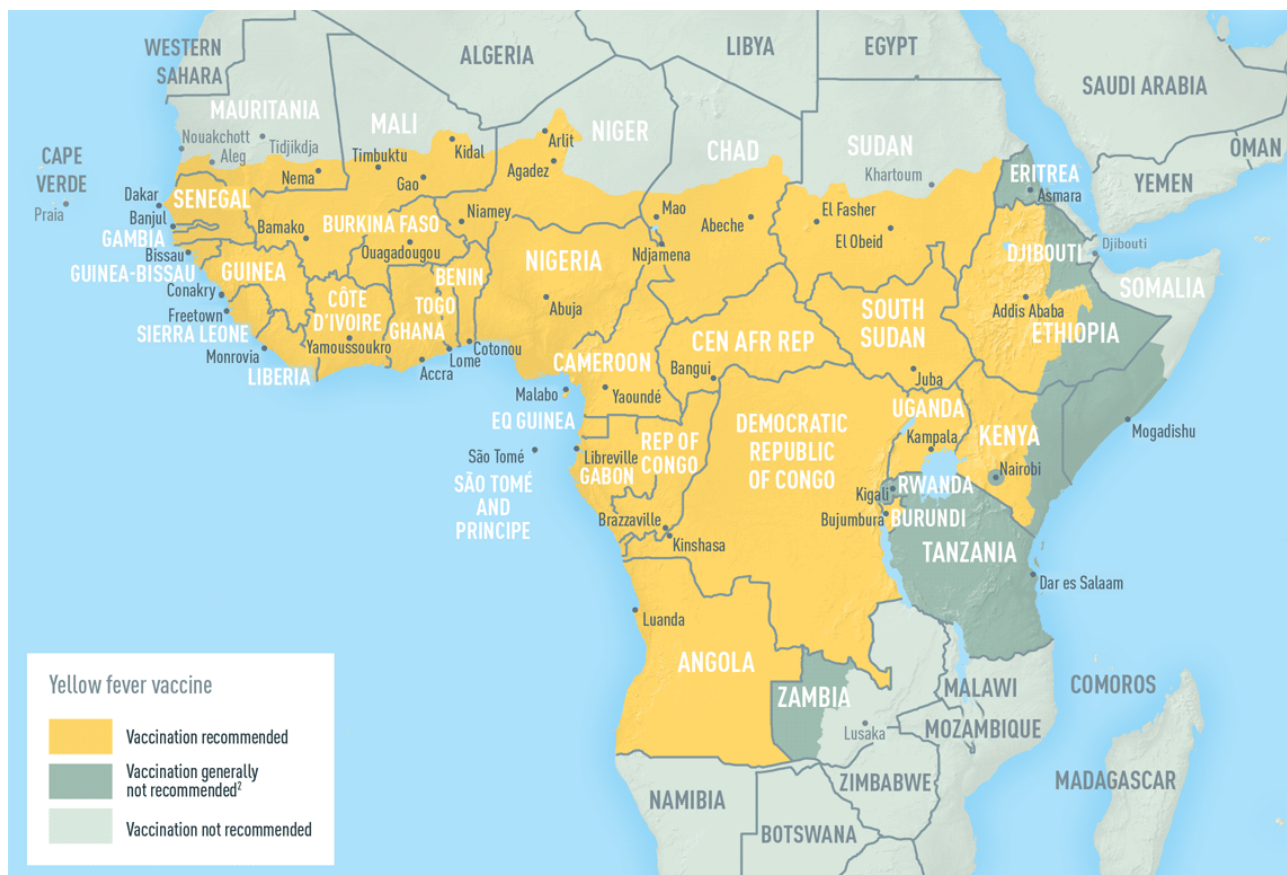 WESTERN
SAHARA
ALGERIA
LIBYA
EGYPT
SAUDI ARABIA
MAURITANIA
Nouakchott
Tidjikdja
Aleg
MALI
Arlit
NIGER
CHAD
SUDAN
Khartoum
OMAN
CAPE
VERDE
Praia
Nema
Timbuktu
Kidal
Gao
Agadez
ERITREA
Asmara
YEMEN
Dakar
SENEGAL
Banjul
GAMBIA
Bissau
GUINEA-BISSAU
Bamako
BURKINA FASO
Ouagadougou
Niamey
Mao
Abeche
Ndjamena
El Fasher
El Obeid
DJIBOUTI
Djibouti
SOMALIA
GUINEA
Conakry
Freetown
SIERRA LEONE
Monrovia
LIBERIA
CÔTE
D'IVOIRE
Yamoussoukro
BENIN
TOGO
GHANA
Cotonou
Lomé
Accra
NIGERIA
Abuja
CAMEROON
Yaoundé
CEN AFR REP
Bangui
SOUTH
SUDAN
Juba
Addis Ababa
ETHIOPIA
Malabo
EQ GUINEA
São Tomé
SÃO TOMÉ
AND
PRINCIPE
Libreville
GABON
REP OF
CONGO
DEMOCRATIC
REPUBLIC
OF CONGO
UGANDA
Kampala
KENYA
Nairobi
Mogadishu
Kigali
RWANDA
Bujumbura
BURUNDI
Brazzaville
Kinshasa
TANZANIA
Dar es Salaam
Luanda
ANGOLA
ZAMBIA
Lusaka
MALAWI
MOZAMBIQUE
COMOROS
ZIMBABWE
MADAGASCAR
NAMIBIA
BOTSWANA
Yellow fever vaccine
Vaccination recommended
Vaccination generally
not recommended²
Vaccination not recommended